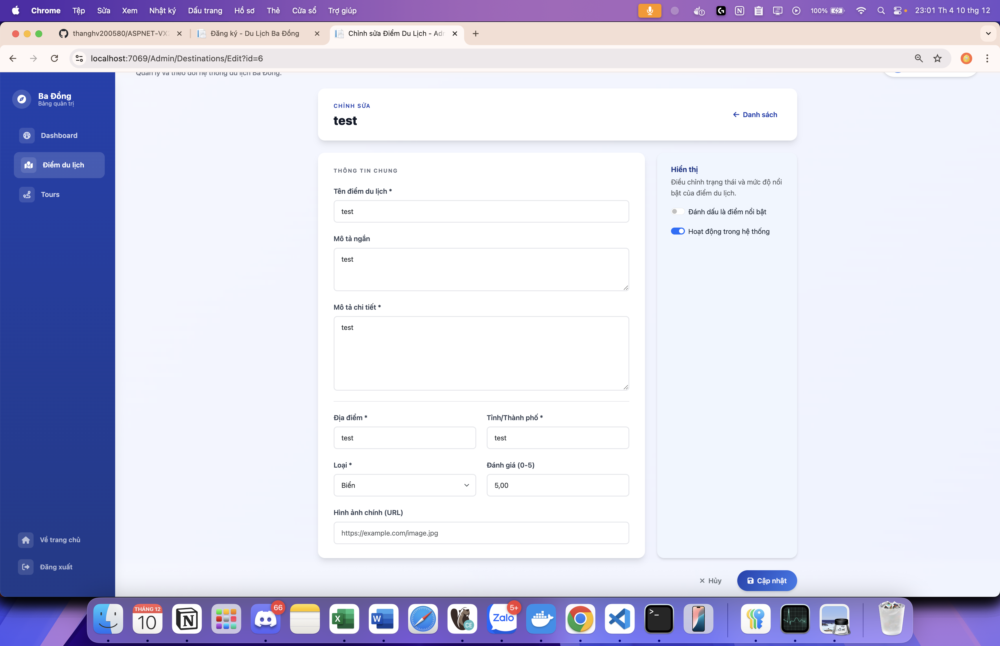 Chrome Tệp Sửa Xem Nhật ký Dấu trang Hồ sơ Thẻ Cửa sổ Trợ giúp
100% 23:01 Th 4 10 thg 12
thanghv200580/ASPNET-VX
Đăng ký - Du Lịch Ba Đồng
Chỉnh sửa Điểm Du Lịch - Adr
localhost:7069/Admin/Destinations/Edit?id=6
Quản lý và theo dõi hệ thống du lịch Ba Đồng.
Ba Đồng
Bảng quản trị
Dashboard
Điểm du lịch
Tours
Về trang chủ
Đăng xuất
CHỈNH SỬA
test
Danh sách
THÔNG TIN CHUNG
Tên điểm du lịch *
test
Mô tả ngắn
test
Mô tả chi tiết *
test
Địa điểm *
test
Tỉnh/Thành phố *
test
Loại *
Biển
Đánh giá (0-5)
5,00
Hình ảnh chính (URL)
https://example.com/image.jpg
Hiển thị
Điều chỉnh trạng thái và mức độ nổi
bật của điểm du lịch.
Đánh dấu là điểm nổi bật
Hoạt động trong hệ thống
Hủy
Cập nhật
THÁNG 12
10
66
CE
Zalo
5+